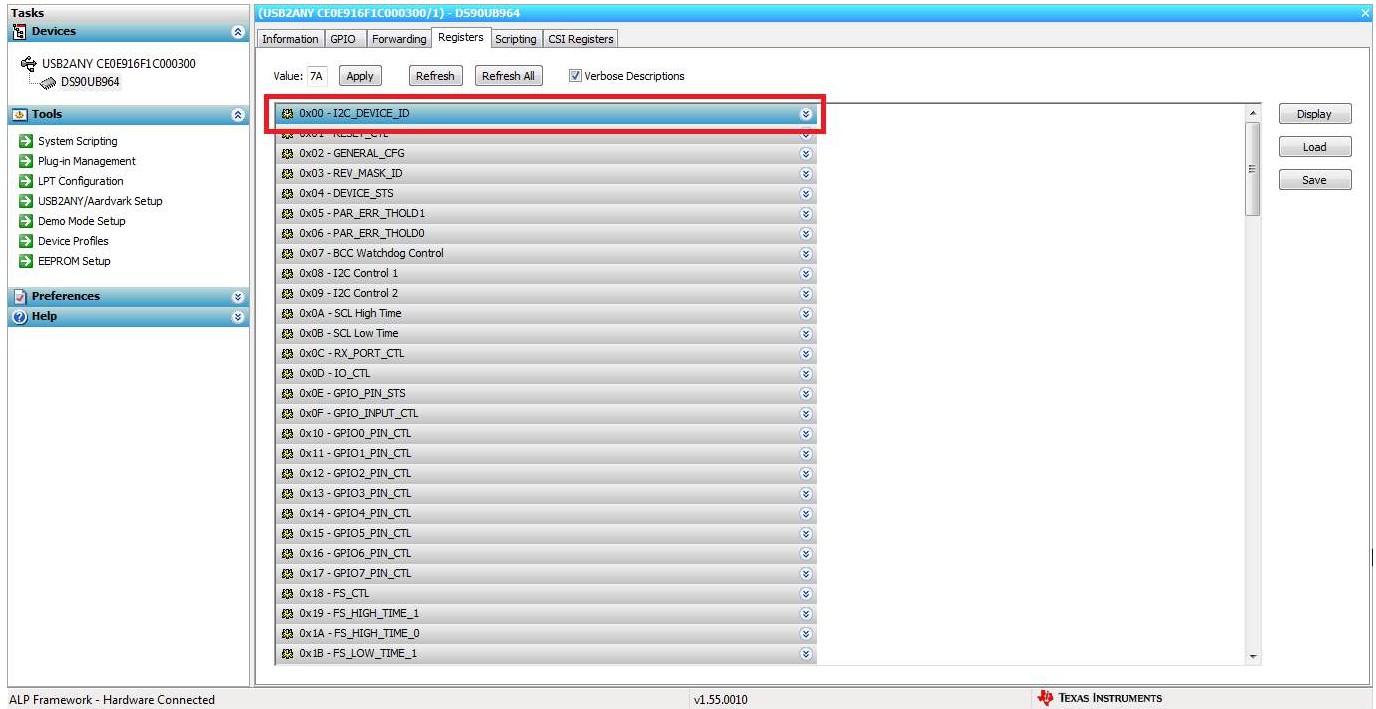 Tasks
Devices
USB2ANY CE0E916F1C000300
DS90UB964
Tools
System Scripting
Plug-in Management
LPT Configuration
USB2ANY/Aardvark Setup
Demo Mode Setup
Device Profiles
EEPROM Setup
Preferences
Help
(USB2ANY CE0E916F1C000300/1) - DS90UB964
Information GPIO Forwarding Registers Scripting CSI Registers
Value: 7A Apply Refresh Refresh All Verbose Descriptions
0x00 - I2C_DEVICE_ID
0x01 - RESET_CTL
0x02 - GENERAL_CFG
0x03 - REV_MASK_ID
0x04 - DEVICE_STS
0x05 - PAR_ERR_THOLD1
0x06 - PAR_ERR_THOLD0
0x07 - BCC Watchdog Control
0x08 - I2C Control 1
0x09 - I2C Control 2
0x0A - SCL High Time
0x0B - SCL Low Time
0x0C - RX_PORT_CTL
0x0D - IO_CTL
0x0E - GPIO_PIN_STS
0x0F - GPIO_INPUT_CTL
0x10 - GPIO0_PIN_CTL
0x11 - GPIO1_PIN_CTL
0x12 - GPIO2_PIN_CTL
0x13 - GPIO3_PIN_CTL
0x14 - GPIO4_PIN_CTL
0x15 - GPIO5_PIN_CTL
0x16 - GPIO6_PIN_CTL
0x17 - GPIO7_PIN_CTL
0x18 - FS_CTL
0x19 - FS_HIGH_TIME_1
0x1A - FS_HIGH_TIME_0
0x1B - FS_LOW_TIME_1
Display
Load
Save
ALP Framework - Hardware Connected
v1.55.0010
TEXAS INSTRUMENTS